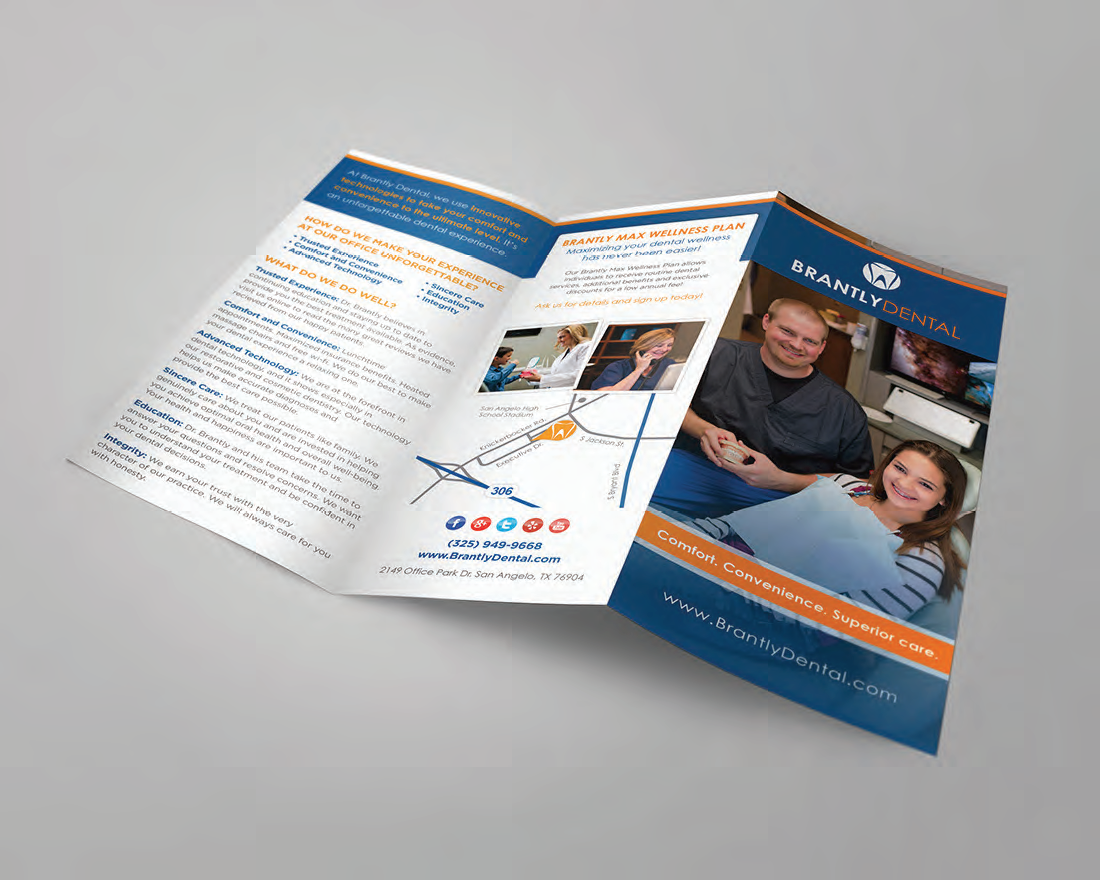 At Brantly Dental, we use innovative
technologies to take your comfort and
convenience to the ultimate level. It's
an unforgettable dental experience.
HOW DO WE MAKE YOUR EXPERIENCE
AT OUR OFFICE UNFORGETTABLE?
• Trusted Experience
• Comfort and Convenience
• Advanced Technology
• Sincere Care
• Education
• Integrity
WHAT DO WE DO WELL?
Trusted Experience: Dr. Brantly believes in
continuing education and staying up to date to
provide you the best treatment available. As evidence,
visit us online to read the many great reviews we have
recieved from our happy patients.
Comfort and Convenience: Lunchtime
appointments. Maximized insurance benefits. Heated
massage chairs and free wi-fi. We do our best to make
your dental experience a relaxing one.
Advanced Technology: We are at the forefront in
dental technology, and it shows especially in
our restorative and cosmetic dentistry. Our technology
helps us make accurate diagnoses and
provide the best care possible.
Sincere Care: We treat our patients like family. We
genuinely care about you and are invested in helping
you achieve optimal oral health and overall well-being.
Your health and happiness are important to us.
Education: Dr. Brantly and his team take the time to
answer your questions and resolve concerns. We want
you to understand your treatment and be confident in
your dental decisions.
Integrity: We earn your trust with the very
character of our practice. We will always care for you
with honesty.
BRANTLY MAX WELLNESS PLAN
Maximizing your dental wellness
has never been easier!
Our Brantly Max Wellness Plan allows
individuals to receive routine dental
services, additional benefits and exclusive
discounts for a low annual fee!
Ask us for details and sign up today!
San Angelo High
School Stadium
Knickerbocker Rd.
Executive Dr.
S Jackson St.
S Bryant Blvd.
306
(325) 949-9668
www.BrantlyDental.com
2149 Office Park Dr, San Angelo, TX 76904
BRANTLYDENTAL
Comfort. Convenience. Superior care.
www.BrantlyDental.com